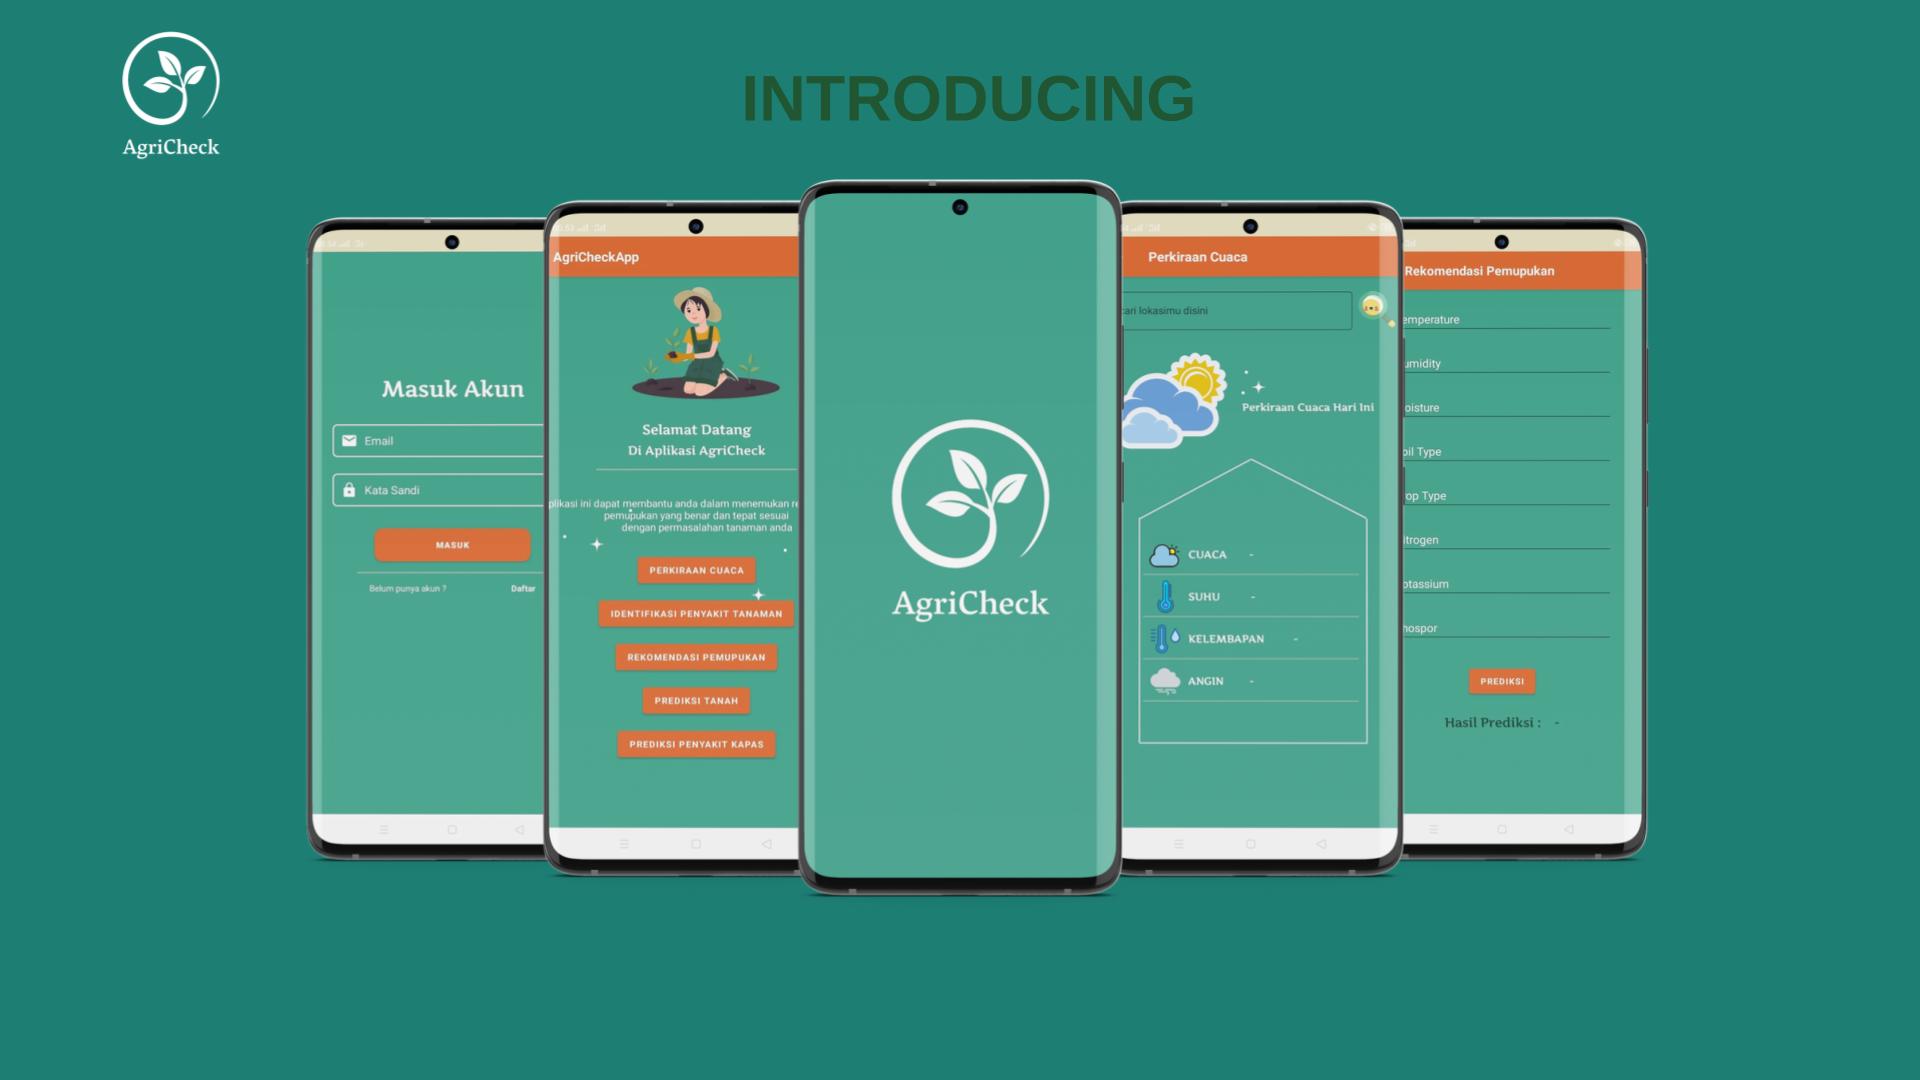 INTRODUCING
AgriCheck
Masuk Akun
Email
Kata Sandi
MASUK
Belum punya akun ?
Daftar
AgriCheckApp
Selamat Datang
Di Aplikasi AgriCheck
plikasi ini dapat membantu anda dalam menemukan re
pemupukan yang benar dan tepat sesuai
dengan permasalahan tanaman anda
PERKIRAAN CUACA
IDENTIFIKASI PENYAKIT TANAMAN
REKOMENDASI PEMUPUKAN
PREDIKSI TANAH
PREDIKSI PENYAKIT KAPAS
AgriCheck
Perkiraan Cuaca
cari lokasimu disini
Perkiraan Cuaca Hari Ini
CUACA -
SUHU -
KELEMBAPAN -
ANGIN -
Rekomendasi Pemupukan
emperature
umidity
oisture
oil Type
rop Type
itrogen
otassium
hospor
PREDIKSI
Hasil Prediksi : -